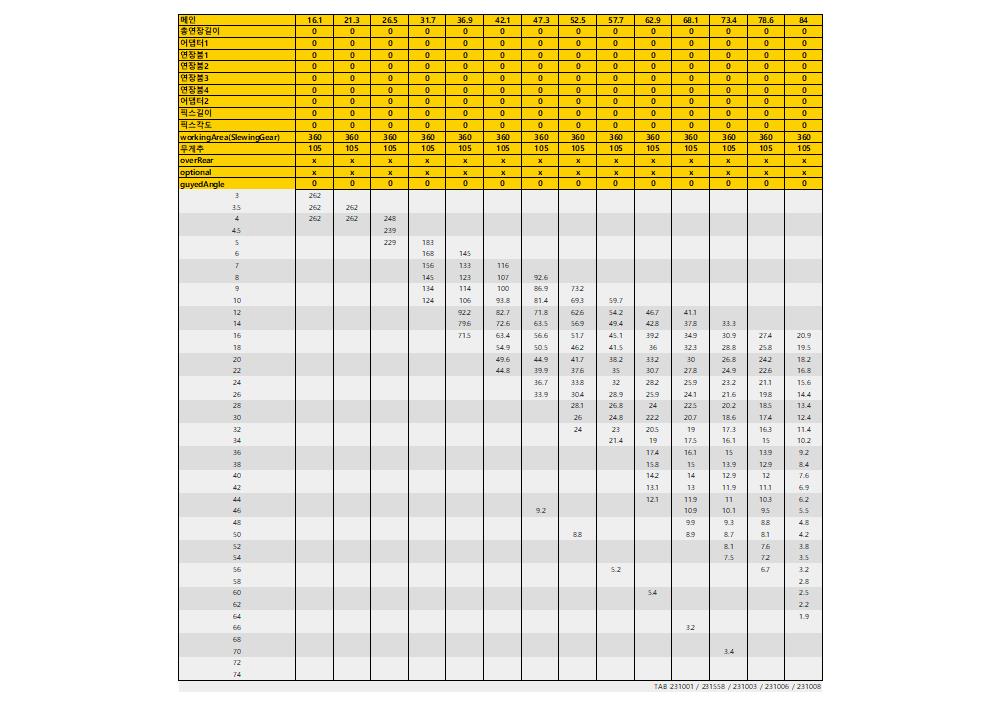 메인 16.1 21.3 26.5 31.7 36.9 42.1 47.3 52.5 57.7 62.9 68.1 73.4 78.6 84
총연장길이 0 0 0 0 0 0 0 0 0 0 0 0 0 0
어댑터1 0 0 0 0 0 0 0 0 0 0 0 0 0 0
연장붐1 0 0 0 0 0 0 0 0 0 0 0 0 0 0
연장붐2 0 0 0 0 0 0 0 0 0 0 0 0 0 0
연장붐3 0 0 0 0 0 0 0 0 0 0 0 0 0 0
연장붐4 0 0 0 0 0 0 0 0 0 0 0 0 0 0
어댑터2 0 0 0 0 0 0 0 0 0 0 0 0 0 0
픽스길이 0 0 0 0 0 0 0 0 0 0 0 0 0 0
픽스각도 0 0 0 0 0 0 0 0 0 0 0 0 0 0
workingArea(SlewingGear) 360 360 360 360 360 360 360 360 360 360 360 360 360 360
무게추 105 105 105 105 105 105 105 105 105 105 105 105 105 105
overRear x x x x x x x x x x x x x x
optional x x x x x x x x x x x x x x
guyedAngle 0 0 0 0 0 0 0 0 0 0 0 0 0 0
3 262
3.5 262 262
4 262 262 248
4.5 239
5 229 183
6 168 145
7 156 133 116
8 145 123 107 92.6
9 134 114 100 86.9 73.2
10 124 106 93.8 81.4 69.3 59.7
12 92.2 82.7 71.8 62.6 54.2 46.7 41.1
14 79.6 72.6 63.5 56.9 49.4 42.8 37.8 33.3
16 71.5 63.4 56.6 51.7 45.1 39.2 34.9 30.9 27.4 20.9
18 54.9 50.5 46.2 41.5 36 32.3 28.8 25.8 19.5
20 49.6 44.9 41.7 38.2 33.2 30 26.8 24.2 18.2
22 44.8 39.9 37.6 35 30.7 27.8 24.9 22.6 16.8
24 36.7 33.8 32 28.2 25.9 23.2 21.1 15.6
26 33.9 30.4 28.9 25.9 24.1 21.6 19.8 14.4
28 28.1 26.8 24 22.5 20.2 18.5 13.4
30 26 24.8 22.2 20.7 18.6 17.4 12.4
32 24 23 20.5 19 17.3 16.3 11.4
34 21.4 19 17.5 16.1 15 10.2
36 17.4 16.1 15 13.9 9.2
38 15.8 15 13.9 12.9 8.4
40 14.2 14 12.9 12 7.6
42 13.1 13 11.9 11.1 6.9
44 12.1 11.9 11 10.3 6.2
46 9.2 10.9 10.1 9.5 5.5
48 9.9 9.3 8.8 4.8
50 8.8 8.9 8.7 8.1 4.2
52 8.1 7.6 3.8
54 7.5 7.2 3.5
56 5.2 6.7 3.2
58 2.8
60 5.4 2.5
62 2.2
64 1.9
66 3.2
68
70 3.4
72
74
TAB 231001 / 231558 / 231003 / 231006 / 231008